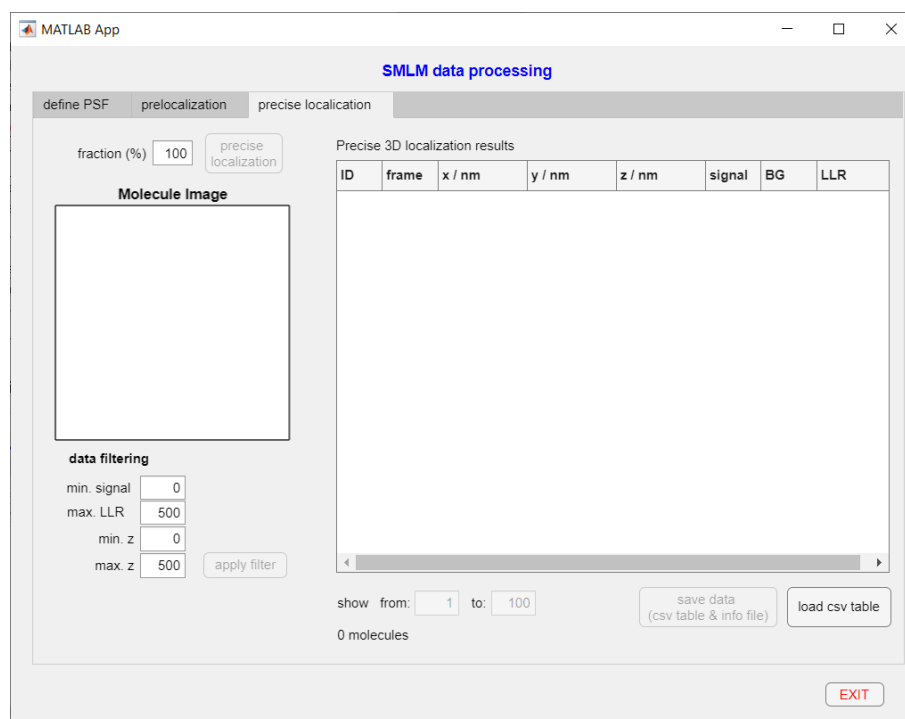 MATLAB App
SMLM data processing
define PSF prelocalization precise localication
fraction (%) 100 precise localization
Precise 3D localization results
ID frame x / nm y / nm z / nm signal BG LLR
Molecule Image
data filtering
min. signal 0
max. LLR 500
min. z 0
max. z 500 apply filter
show from: 1 to: 100
save data
(csv table & info file)
load csv table
0 molecules
EXIT